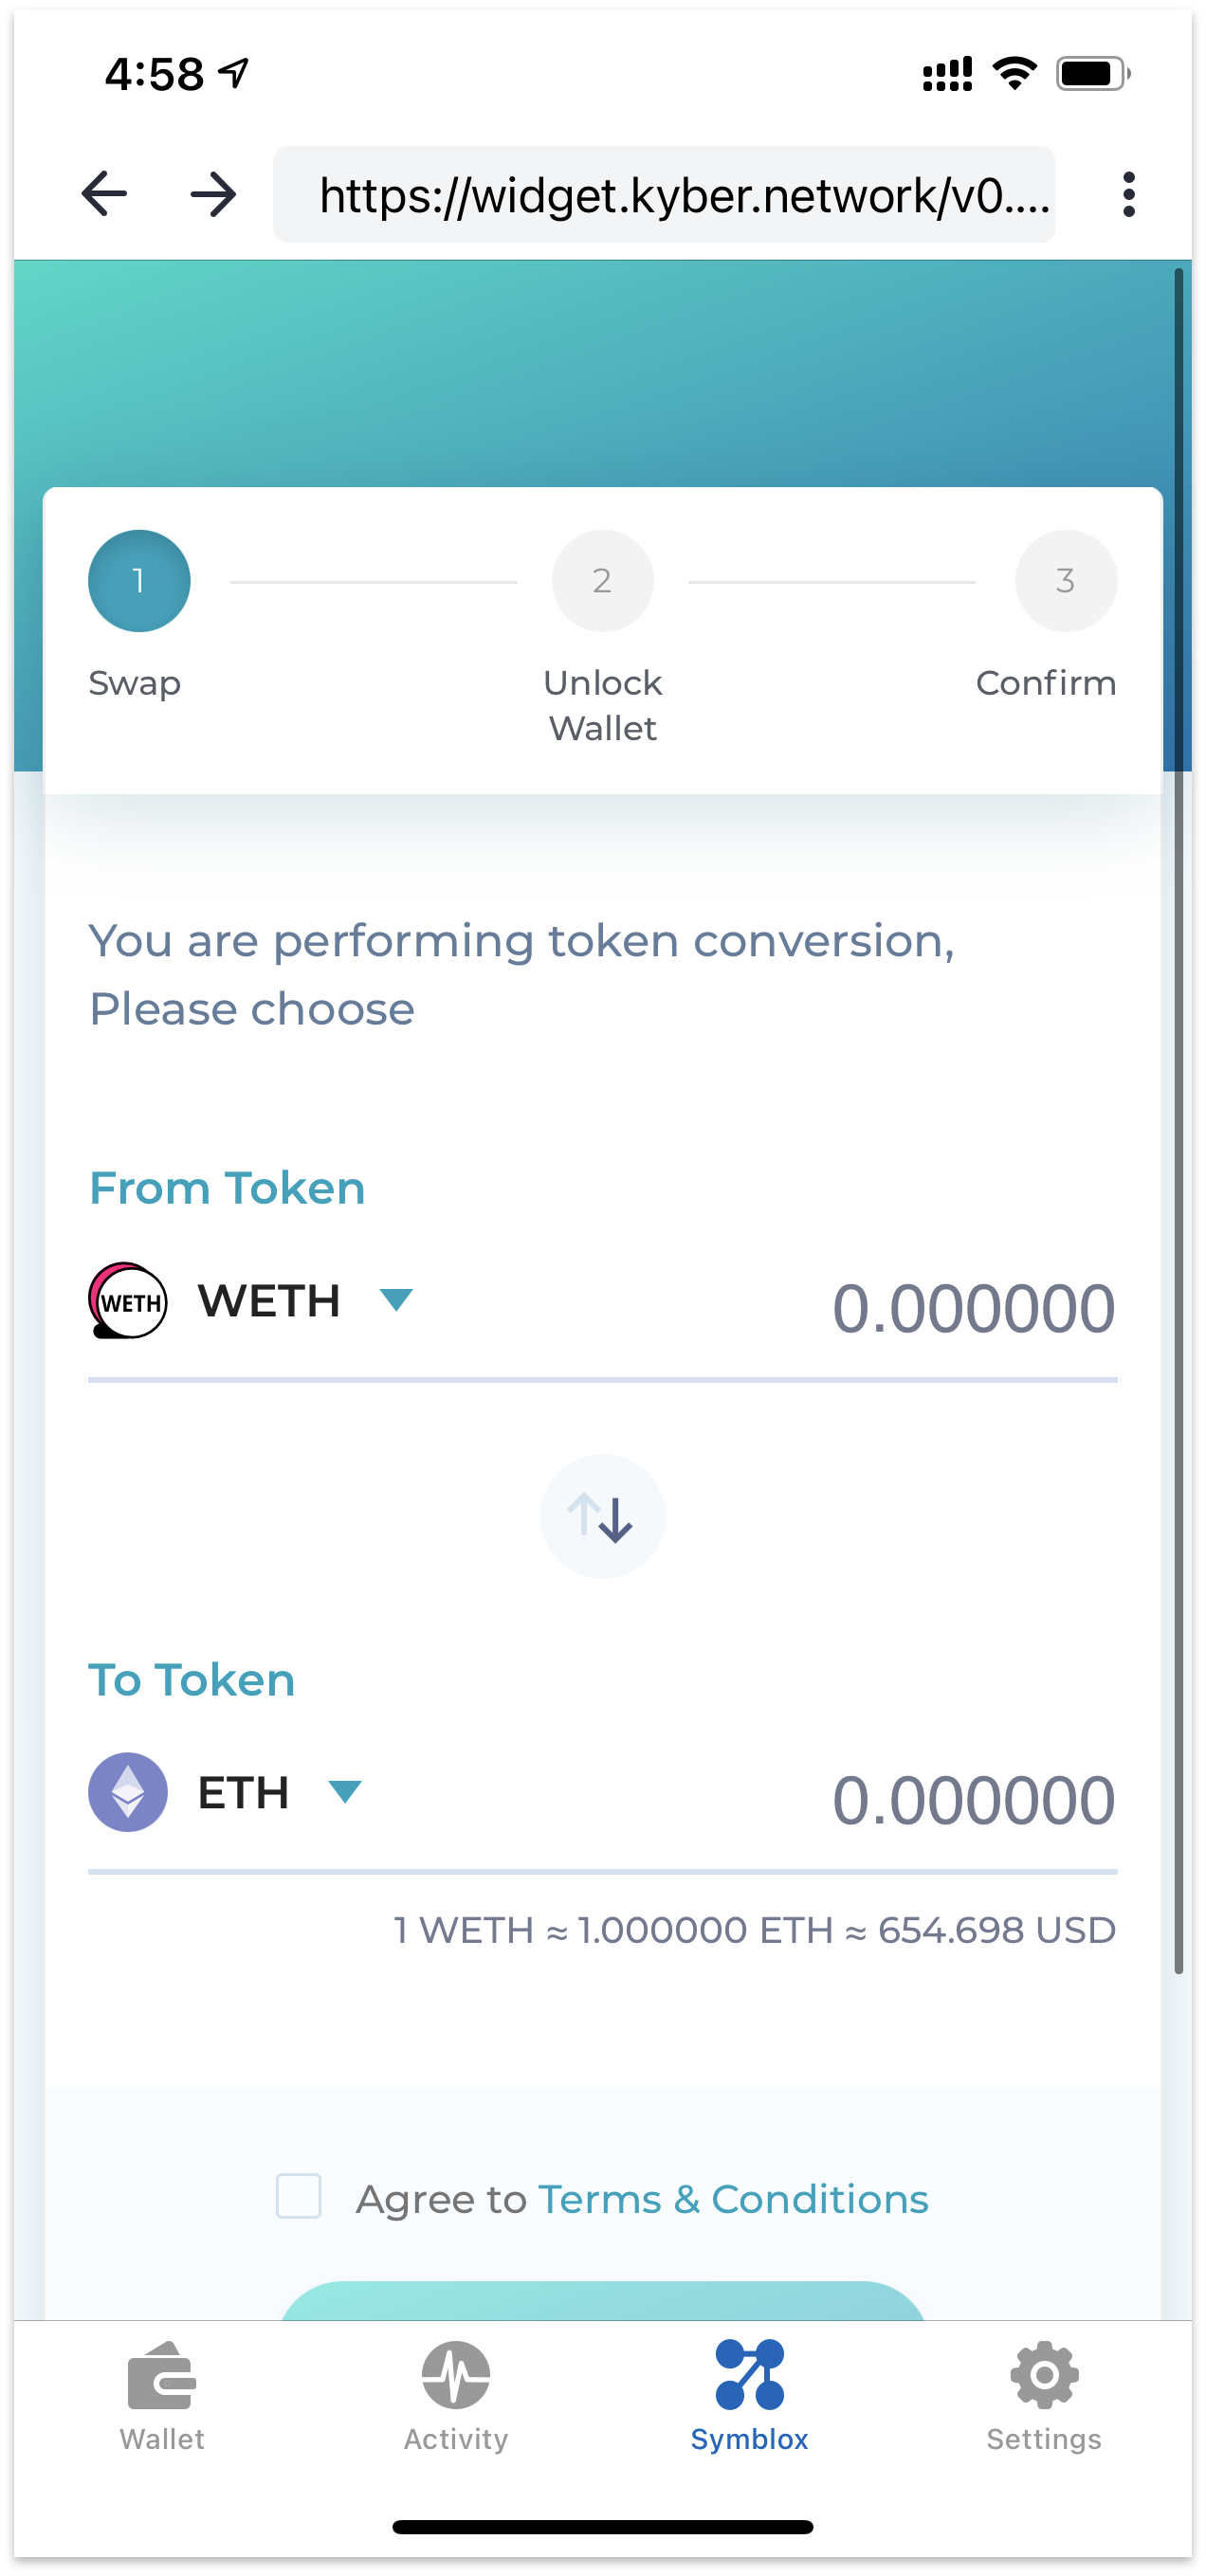 4:58
https://widget.kyber.network/v0....
1
2
3
Swap
Unlock
Wallet
Confirm
You are performing token conversion,
Please choose
From Token
WETH
WETH
0.000000
To Token
ETH
0.000000
1 WETH ≈ 1.000000 ETH ≈ 654.698 USD
Agree to Terms & Conditions
Wallet
Activity
Symblox
Settings